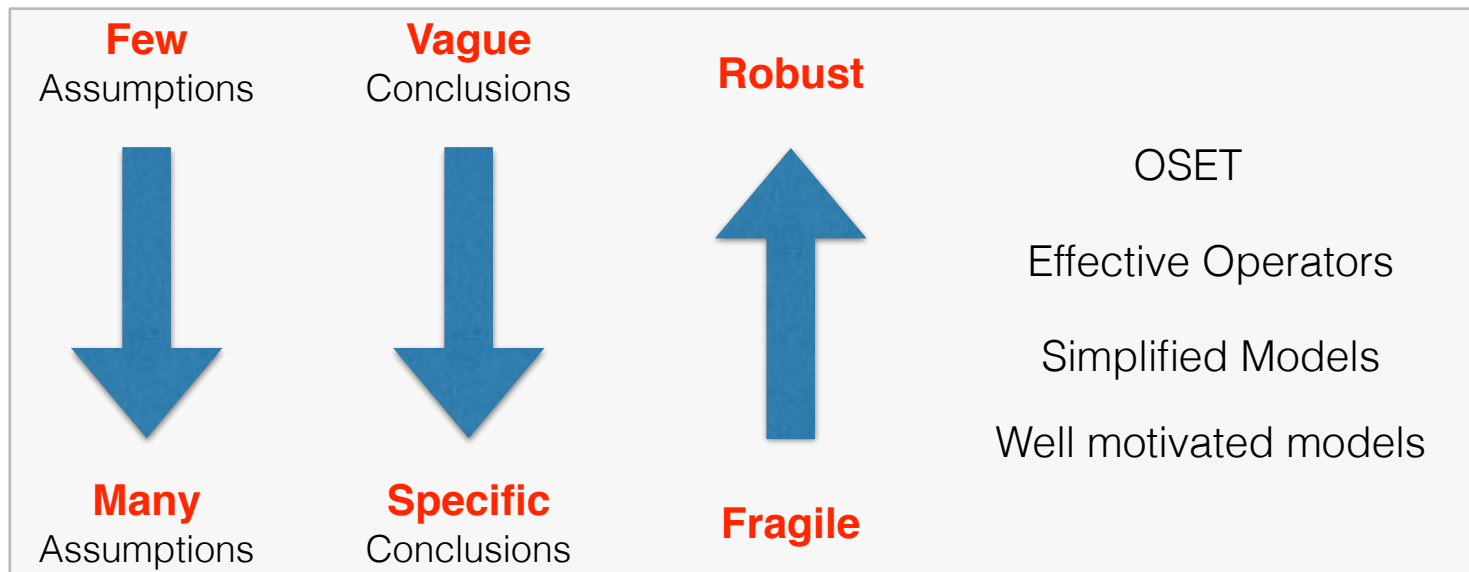 Few
Assumptions
Many
Assumptions
Vague
Conclusions
Specific
Conclusions
Robust
Fragile
OSET
Effective Operators
Simplified Models
Well motivated models